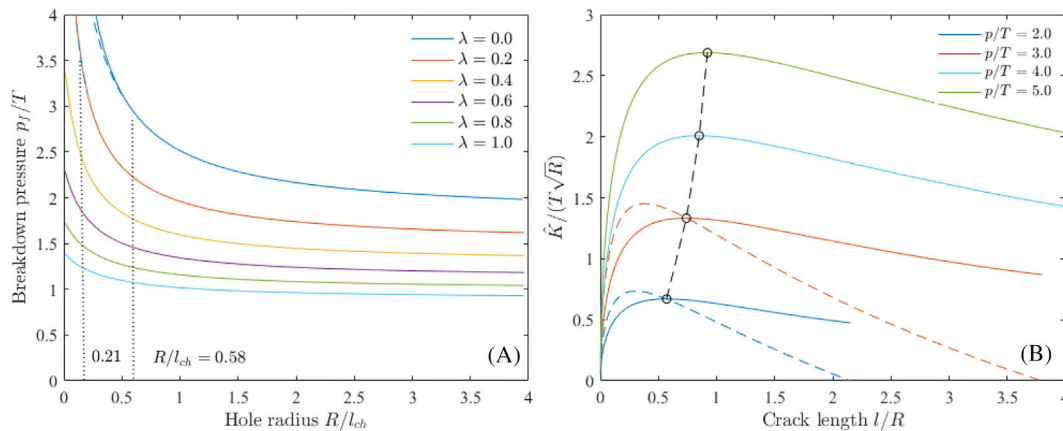 Breakdown pressure p_f/T
4
3.5
3
2.5
2
1.5
1
0.5
0
λ = 0.0
λ = 0.2
λ = 0.4
λ = 0.6
λ = 0.8
λ = 1.0
0.21
R/l_ch = 0.58
(A)
0 0.5 1 1.5 2 2.5 3 3.5 4
Hole radius R/l_ch
K̂/(T√R)
3
2.5
2
1.5
1
0.5
0
p/T = 2.0
p/T = 3.0
p/T = 4.0
p/T = 5.0
(B)
0 0.5 1 1.5 2 2.5 3 3.5 4
Crack length l/R